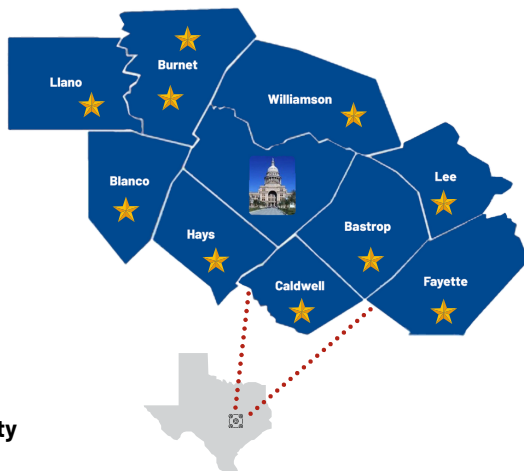 Burnet
Llano
Williamson
Blanco
Lee
Hays
Bastrop
Caldwell
Fayette
ty